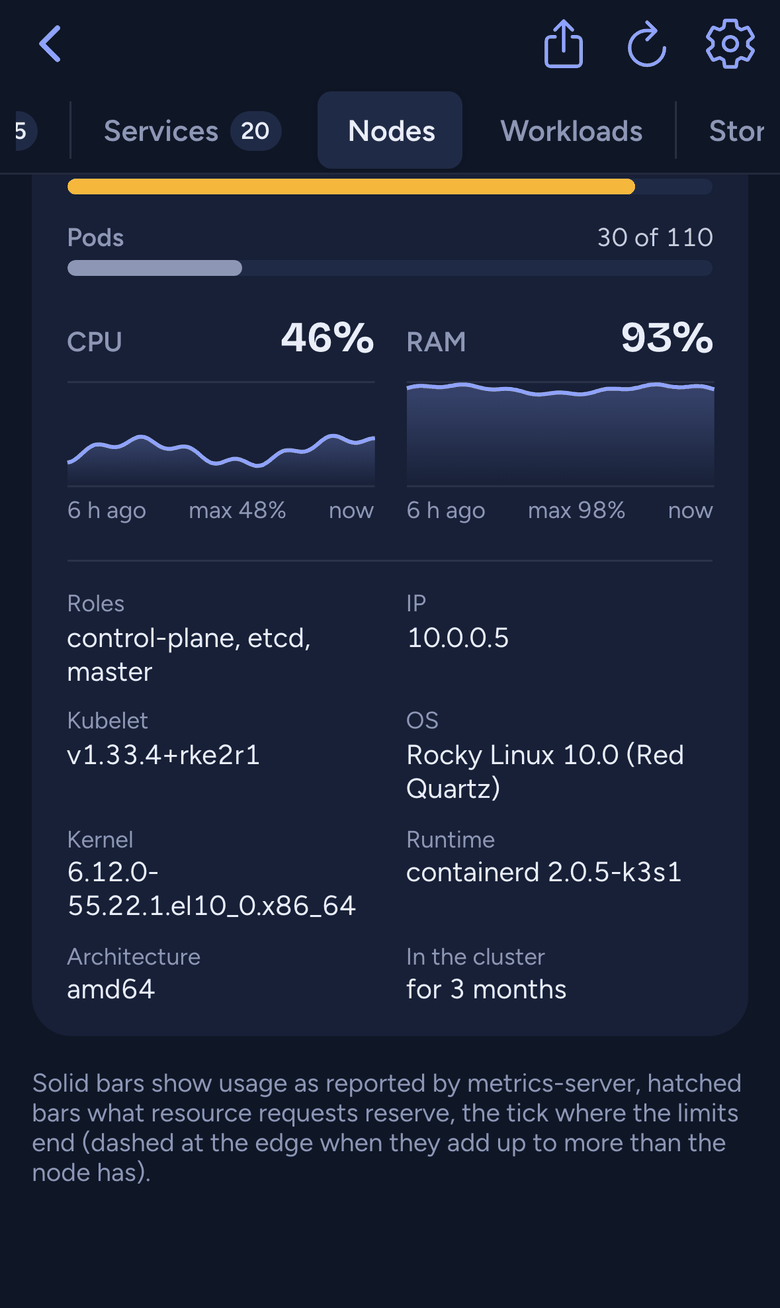 5
Services 20
Nodes
Workloads
Stor
Pods
30 of 110
CPU 46%
RAM 93%
6 h ago max 48% now
6 h ago max 98% now
Roles
control-plane, etcd,
master
IP
10.0.0.5
Kubelet
v1.33.4+rke2r1
OS
Rocky Linux 10.0 (Red
Quartz)
Kernel
6.12.0-
55.22.1.el10_0.x86_64
Runtime
containerd 2.0.5-k3s1
Architecture
amd64
In the cluster
for 3 months
Solid bars show usage as reported by metrics-server, hatched
bars what resource requests reserve, the tick where the limits
end (dashed at the edge when they add up to more than the
node has).